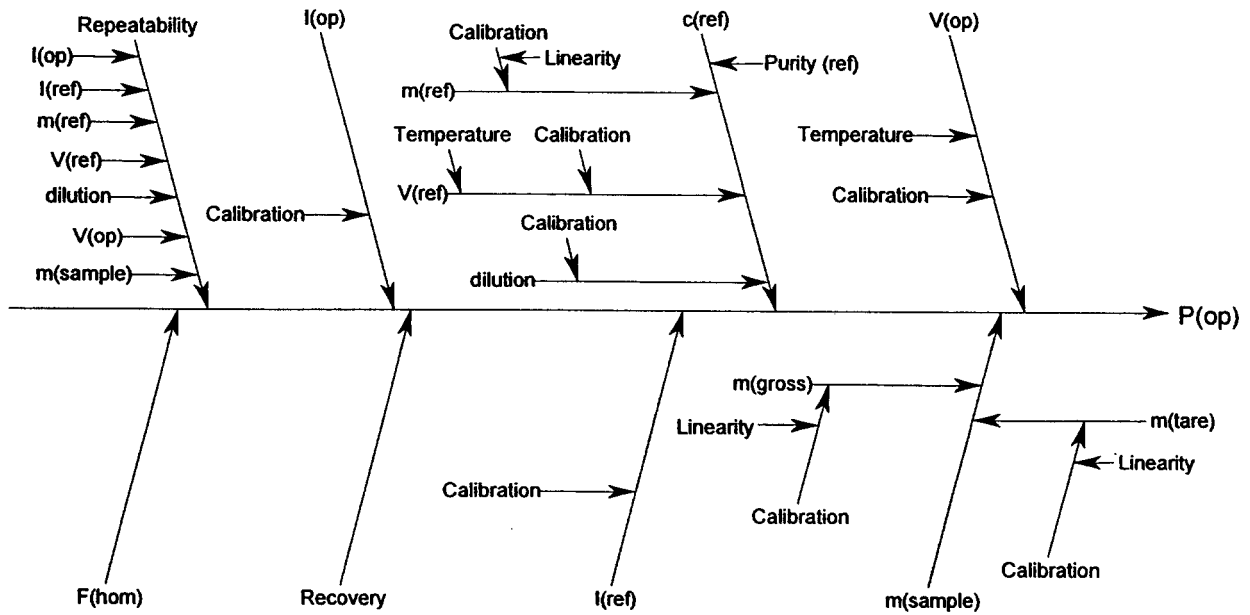 Repeatability
I(op)
I(ref)
m(ref)
V(ref)
dilution
V(op)
m(sample)
I(op)
Calibration
c(ref)
Purity (ref)
Calibration
Linearity
m(ref)
Temperature
Calibration
V(ref)
Calibration
dilution
V(op)
Temperature
Calibration
P(op)
F(hom)
Recovery
I(ref)
Calibration
m(sample)
m(gross)
Linearity
Calibration
m(tare)
Linearity
Calibration